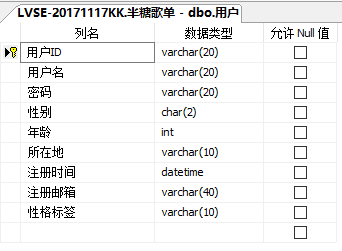 LVSE-20171117KK.半糖歌单 - dbo.用户
列名 数据类型 允许 Null 值
用户ID varchar(20)
用户名 varchar(20)
密码 varchar(20)
性别 char(2)
年龄 int
所在地 varchar(10)
注册时间 datetime
注册邮箱 varchar(40)
性格标签 varchar(10)